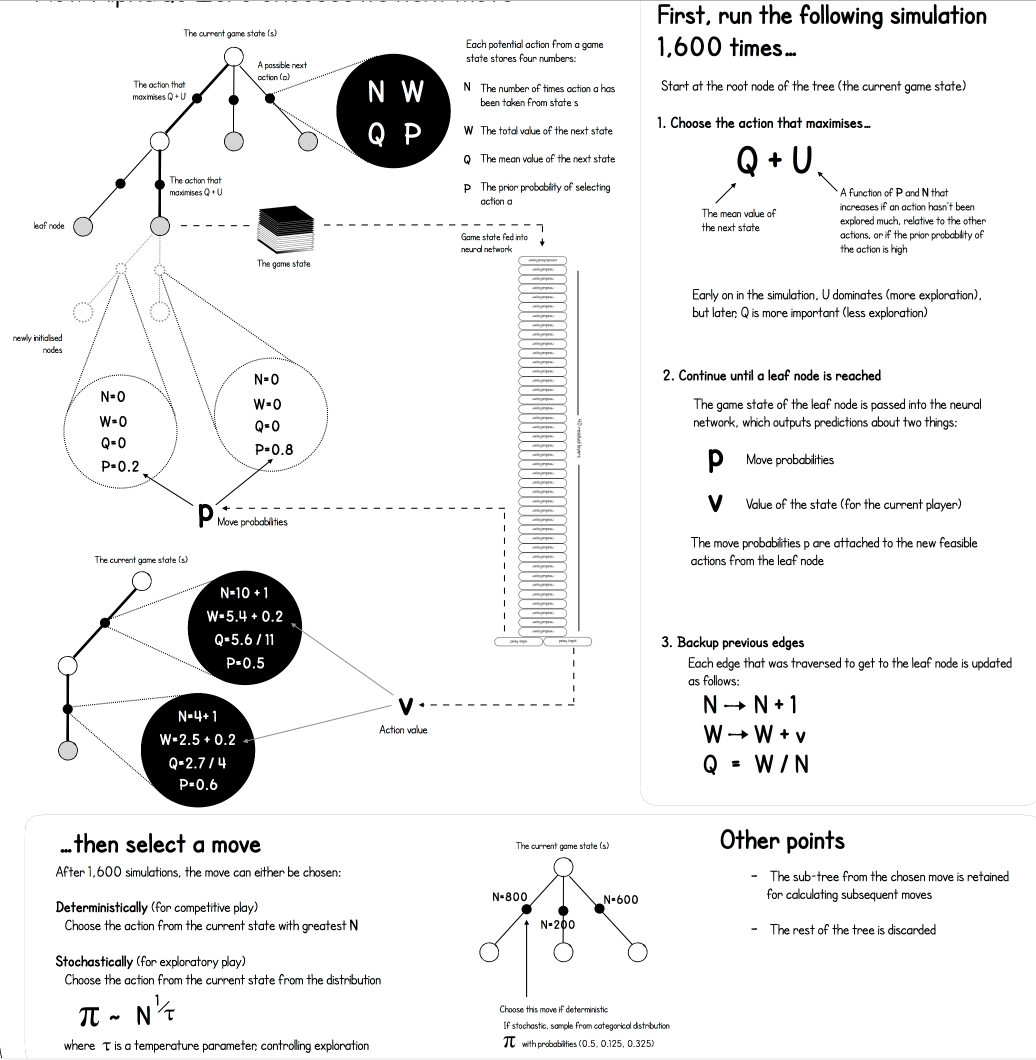 The current game state (s)
The action that
maximises Q + U
A possible next
action (a)
N W
Q P
Each potential action from a game
state stores four numbers:
N The number of times action a has
been taken from state s
W The total value of the next state
Q The mean value of the next state
P The prior probability of selecting
action a
The action that
maximises Q + U
leaf node
The game state
Game state fed into
neural network
newily initialised
nodes
N=0
W=0
Q=0
P=0.2
N=0
W=0
Q=0
P=0.8
40 residual layers
p Move probabilities
The current game state (s)
N=10 + 1
W=5.4 + 0.2
Q=5.6 / 11
P=0.5
N=4+ 1
W=2.5 + 0.2
Q=2.7 / 4
P=0.6
v
Action value
First, run the following simulation
1,600 times...
Start at the root node of the tree (the current game state)
1. Choose the action that maximises...
Q + U
The mean value of
the next state
A function of P and N that
increases if an action hasn't been
explored much, relative to the other
actions, or if the prior probability of
the action is high
Early on in the simulation, U dominates (more exploration),
but later, Q is more important (less exploration)
2. Continue until a leaf node is reached
The game state of the leaf node is passed into the neural
network, which outputs predictions about two things:
p Move probabilities
v Value of the state (for the current player)
The move probabilities p are attached to the new feasible
actions from the leaf node
3. Backup previous edges
Each edge that was traversed to get to the leaf node is updated
as follows:
N → N + 1
W → W + v
Q = W / N
...then select a move
After 1,600 simulations, the move can either be chosen:
Deterministically (for competitive play)
Choose the action from the current state with greatest N
Stochastically (for exploratory play)
Choose the action from the current state from the distribution
π ~ N^1/τ
where τ is a temperature parameter, controlling exploration
The current game state (s)
N=800
N=200
N=600
Choose this move if deterministic
If stochastic, sample from categorical distribution
π with probabilities (0.5, 0.125, 0.325)
Other points
- The sub-tree from the chosen move is retained
for calculating subsequent moves
- The rest of the tree is discarded